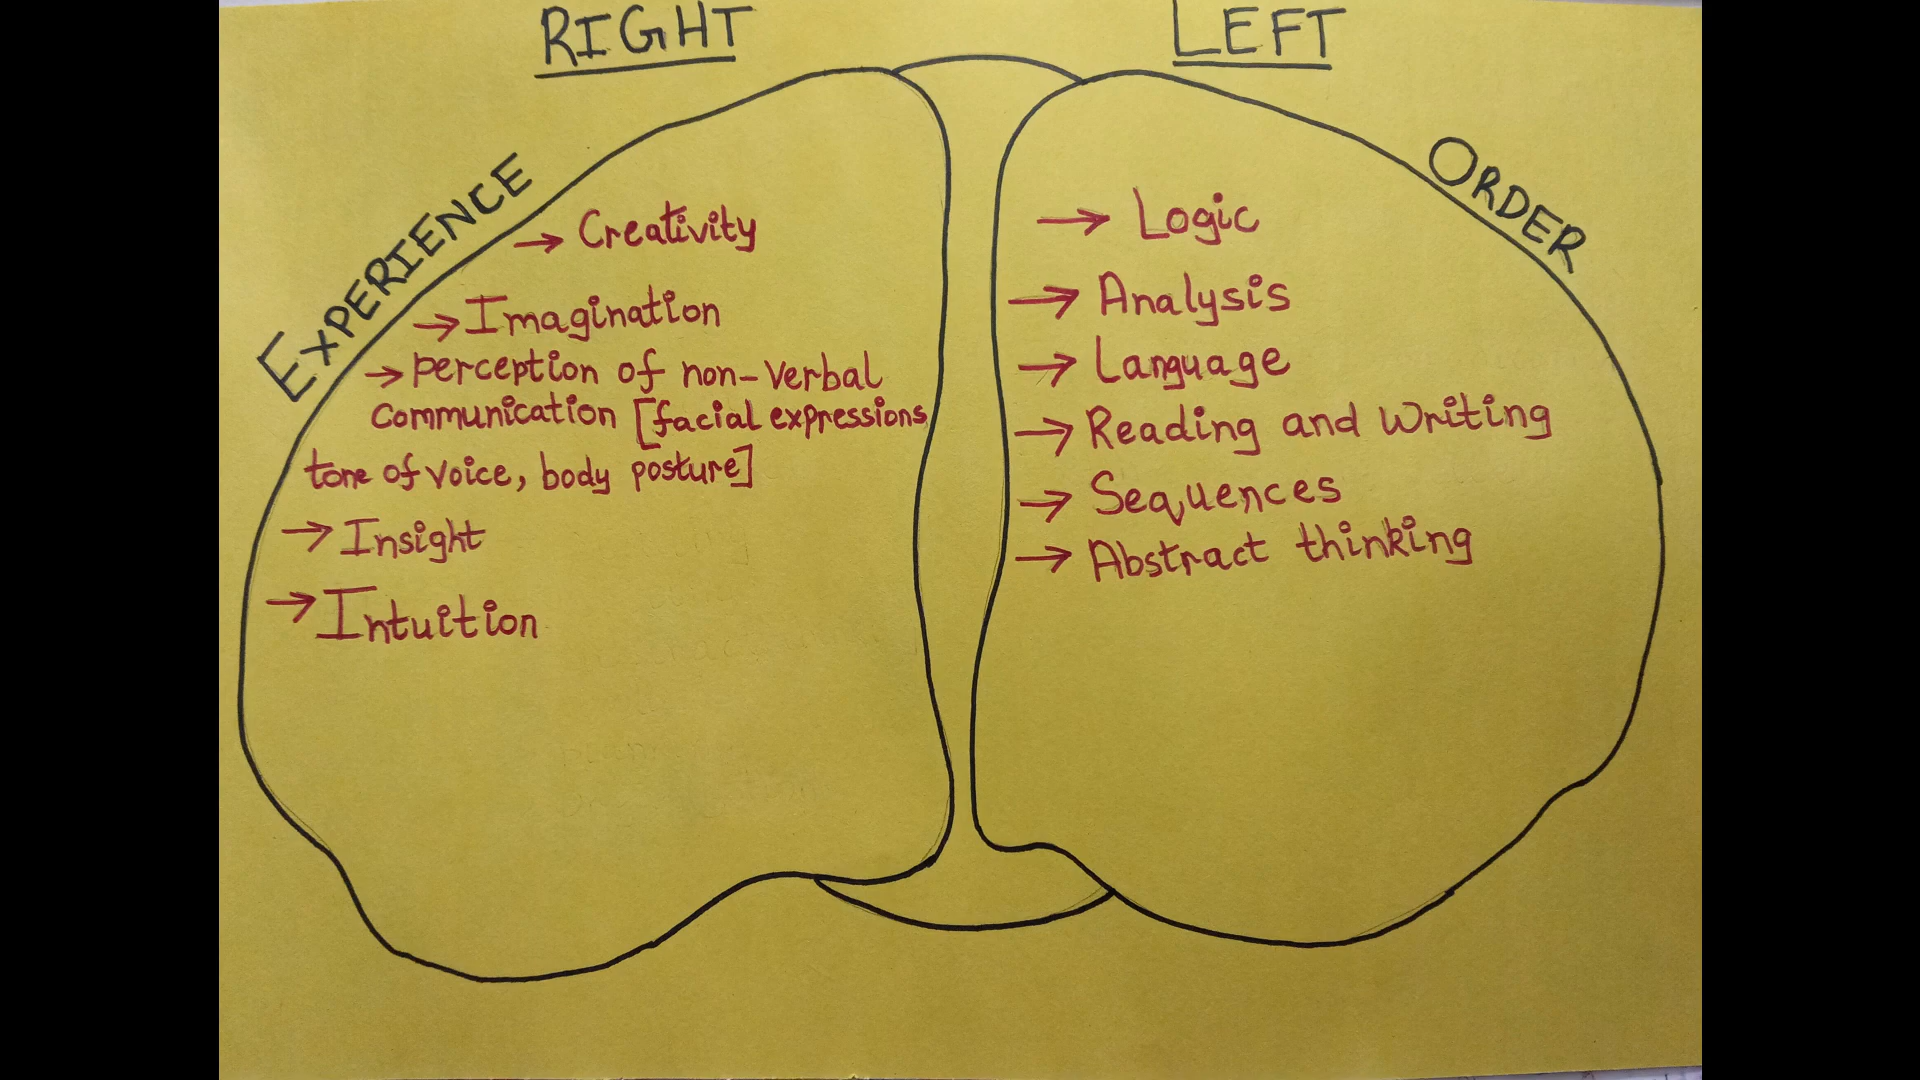 RIGHT
EXPERIENCE
→ Creativity
→ Imagination
→ perception of non-verbal
communication [facial expressions
tone of voice, body posture]
→ Insight
→ Intuition
LEFT
ORDER
→ Logic
→ Analysis
→ Language
→ Reading and writing
→ Sequences
→ Abstract thinking